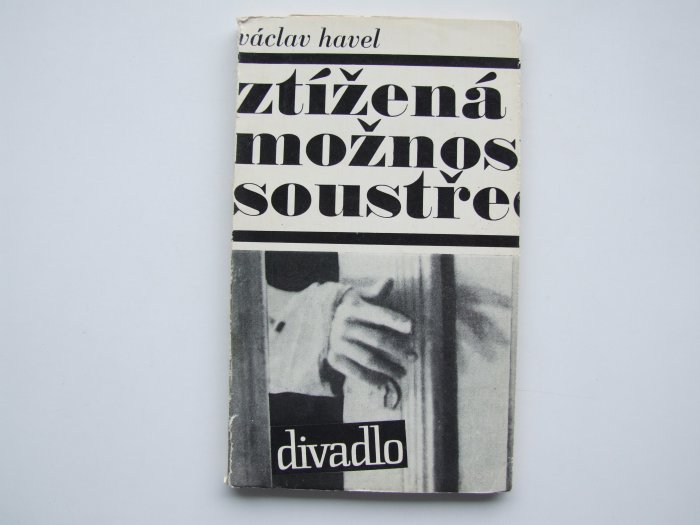 václav havel
ztížená
možnos
soustře
divadlo